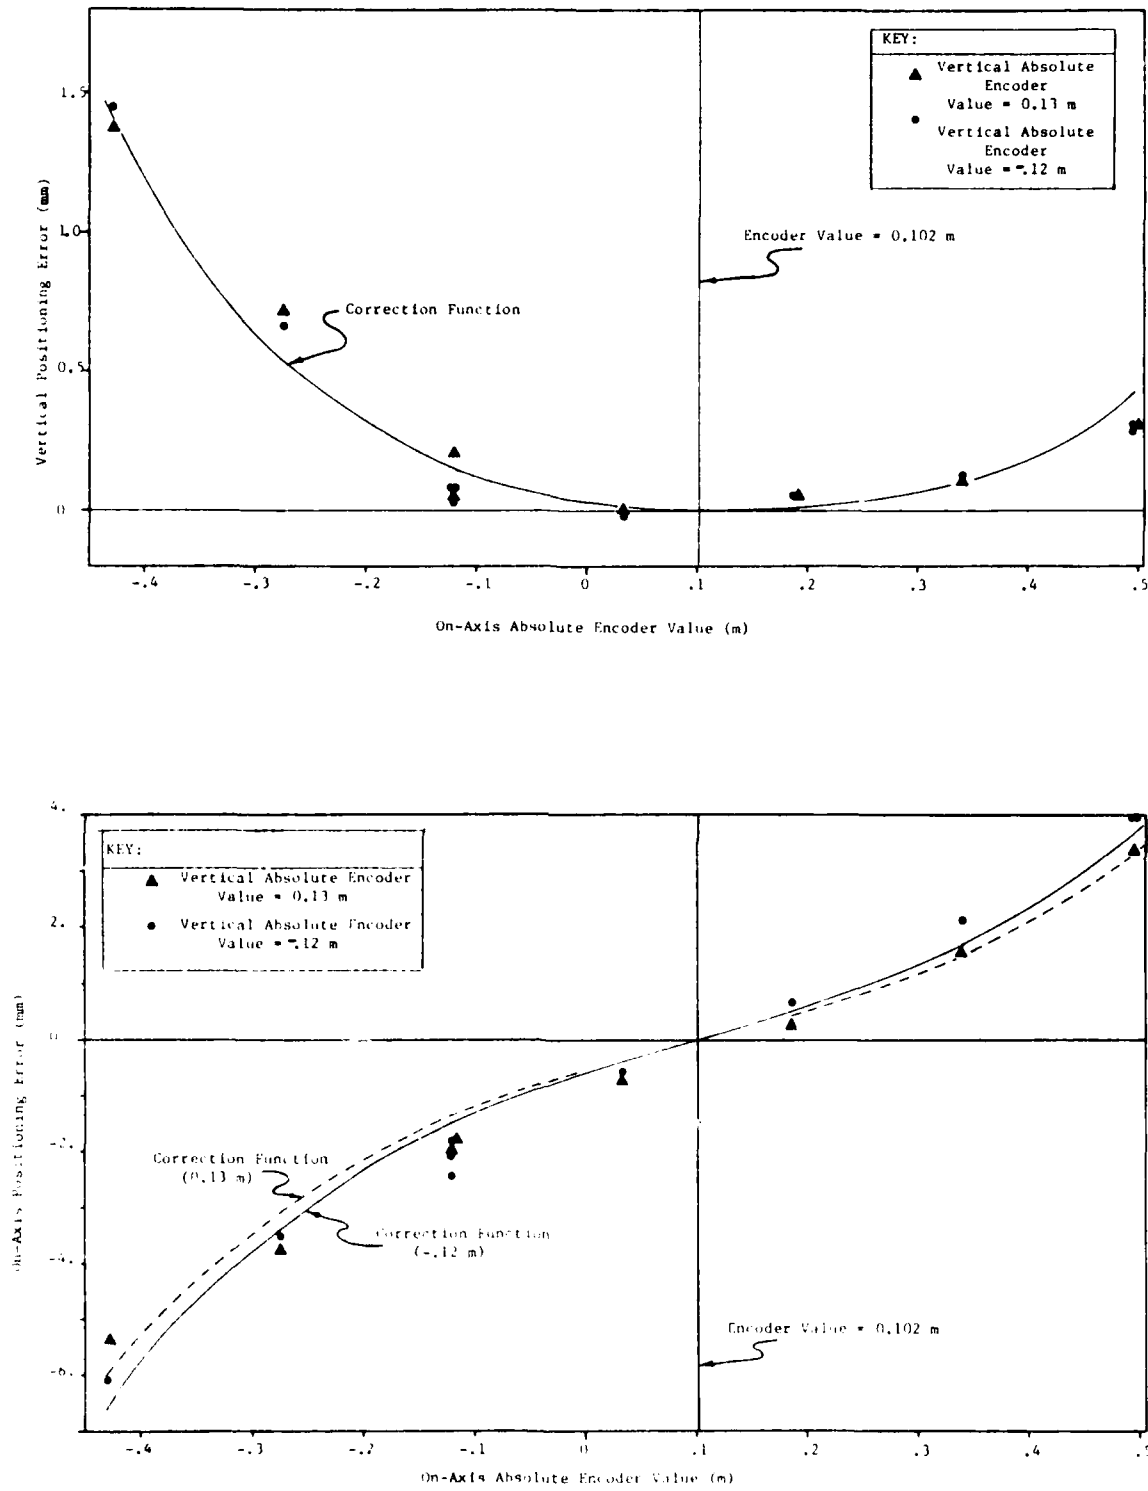 KEY:
Vertical Absolute
Encoder
Value = 0.13 m
Vertical Absolute
Encoder
Value = -.12 m
1.5
1.0
0.5
0
Vertical Positioning Error (mm)
Encoder Value = 0.102 m
Correction Function
-.4 -.3 -.2 -.1 0 .1 .2 .3 .4 .5
On-Axis Absolute Encoder Value (m)
4.
2.
0
-2.
-4.
-6.
On-Axis Positioning Error (mm)
KEY:
Vertical Absolute Encoder
Value = 0.13 m
Vertical Absolute Encoder
Value = -.12 m
Correction Function
(0.13 m)
Correction Function
(-.12 m)
Encoder Value = 0.102 m
-.4 -.3 -.2 -.1 0 .1 .2 .3 .4 .5
On-Axis Absolute Encoder Value (m)